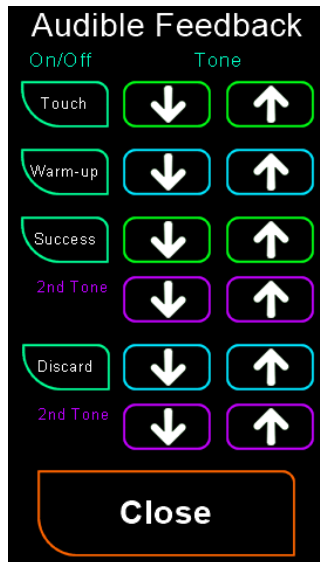 Audible Feedback
On/Off Tone
Touch
Warm-up
Success
2nd Tone
Discard
2nd Tone
Close